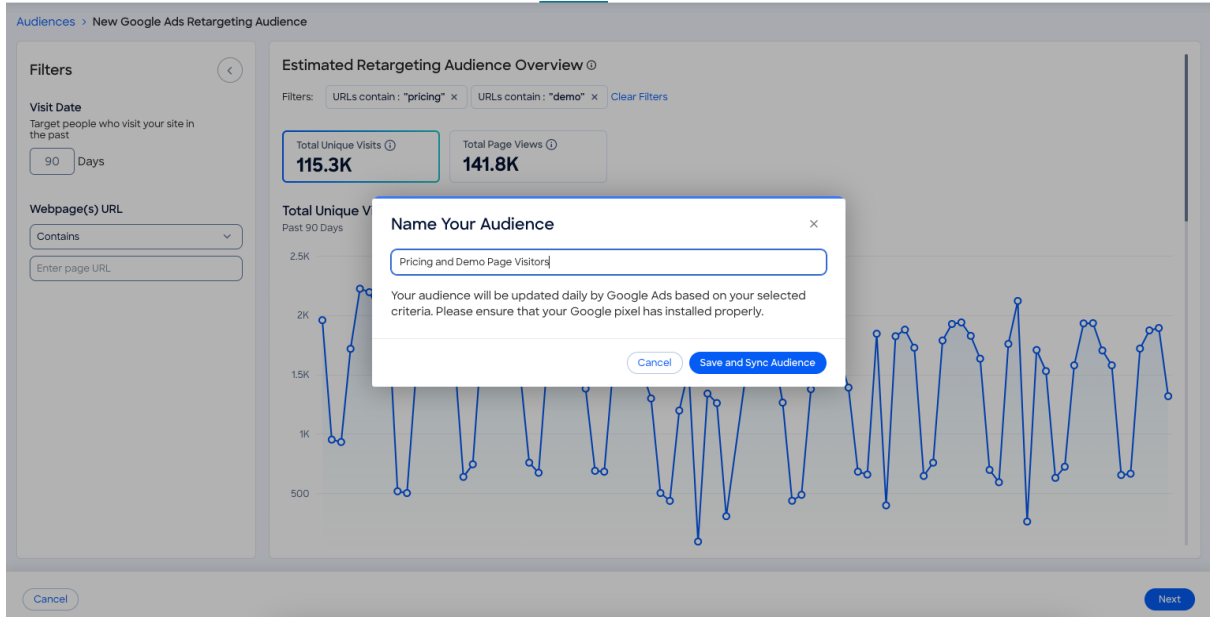 Audiences > New Google Ads Retargeting Audience
Filters
Visit Date
Target people who visit your site in
the past
90 Days
Webpage(s) URL
Contains
Enter page URL
Estimated Retargeting Audience Overview
Filters: URLs contain : "pricing" × URLs contain : "demo" × Clear Filters
Total Unique Visits
115.3K
Total Page Views
141.8K
Total Unique Vi
Past 90 Days
2.5K
2K
1.5K
1K
500
Name Your Audience ×
Pricing and Demo Page Visitors
Your audience will be updated daily by Google Ads based on your selected
criteria. Please ensure that your Google pixel has installed properly.
Cancel Save and Sync Audience
Cancel Next